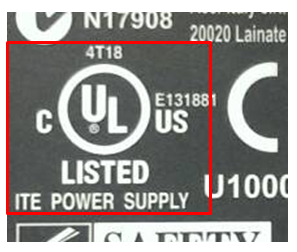 N17908
20020 Lainate
4T18
C UL US
®
E131881
LISTED
ITE POWER SUPPLY
U1000
SAFETY